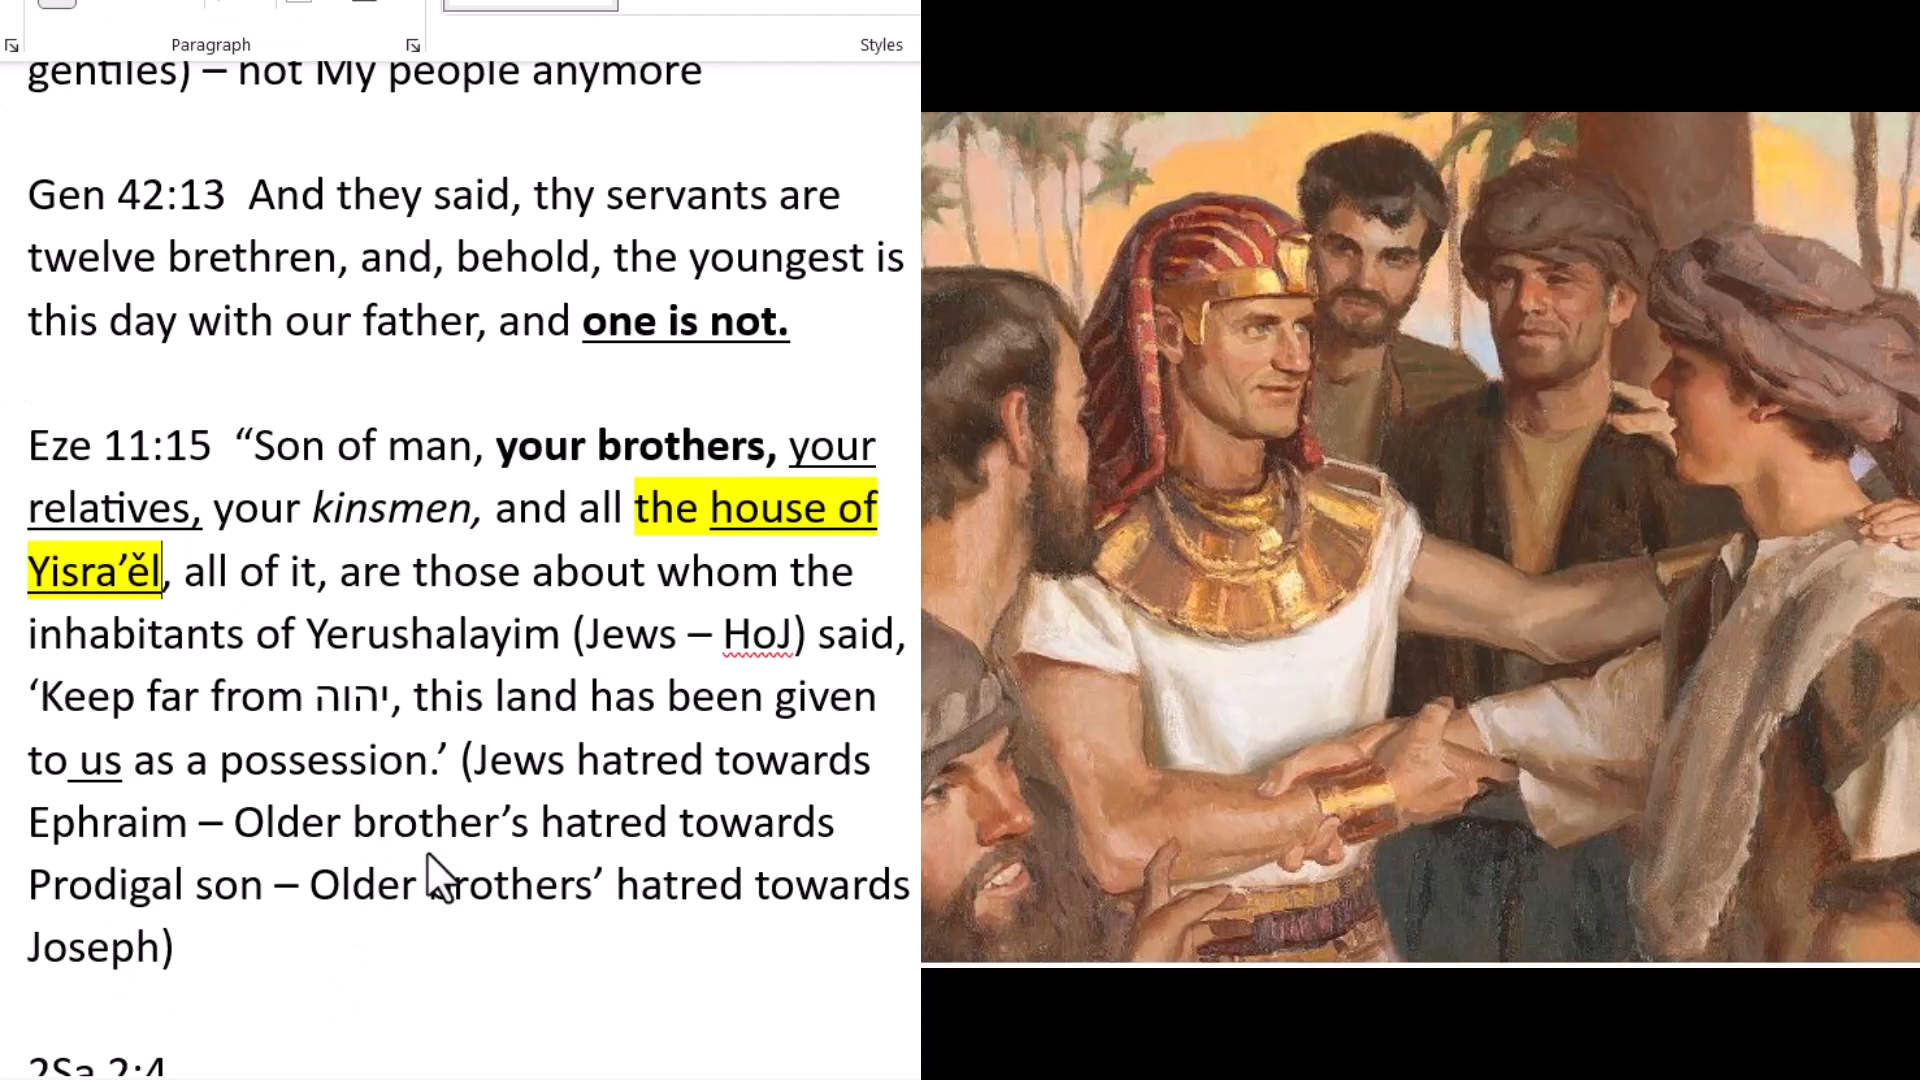 Paragraph
Styles
gentiles) – not My people anymore
Gen 42:13  And they said, thy servants are
twelve brethren, and, behold, the youngest is
this day with our father, and one is not.
Eze 11:15  “Son of man, your brothers, your
relatives, your kinsmen, and all the house of
Yisra’ěl, all of it, are those about whom the
inhabitants of Yerushalayim (Jews – HoJ) said,
‘Keep far from יהוה, this land has been given
to us as a possession.’ (Jews hatred towards
Ephraim – Older brother’s hatred towards
Prodigal son – Older brothers’ hatred towards
Joseph)
2Sa 2:4